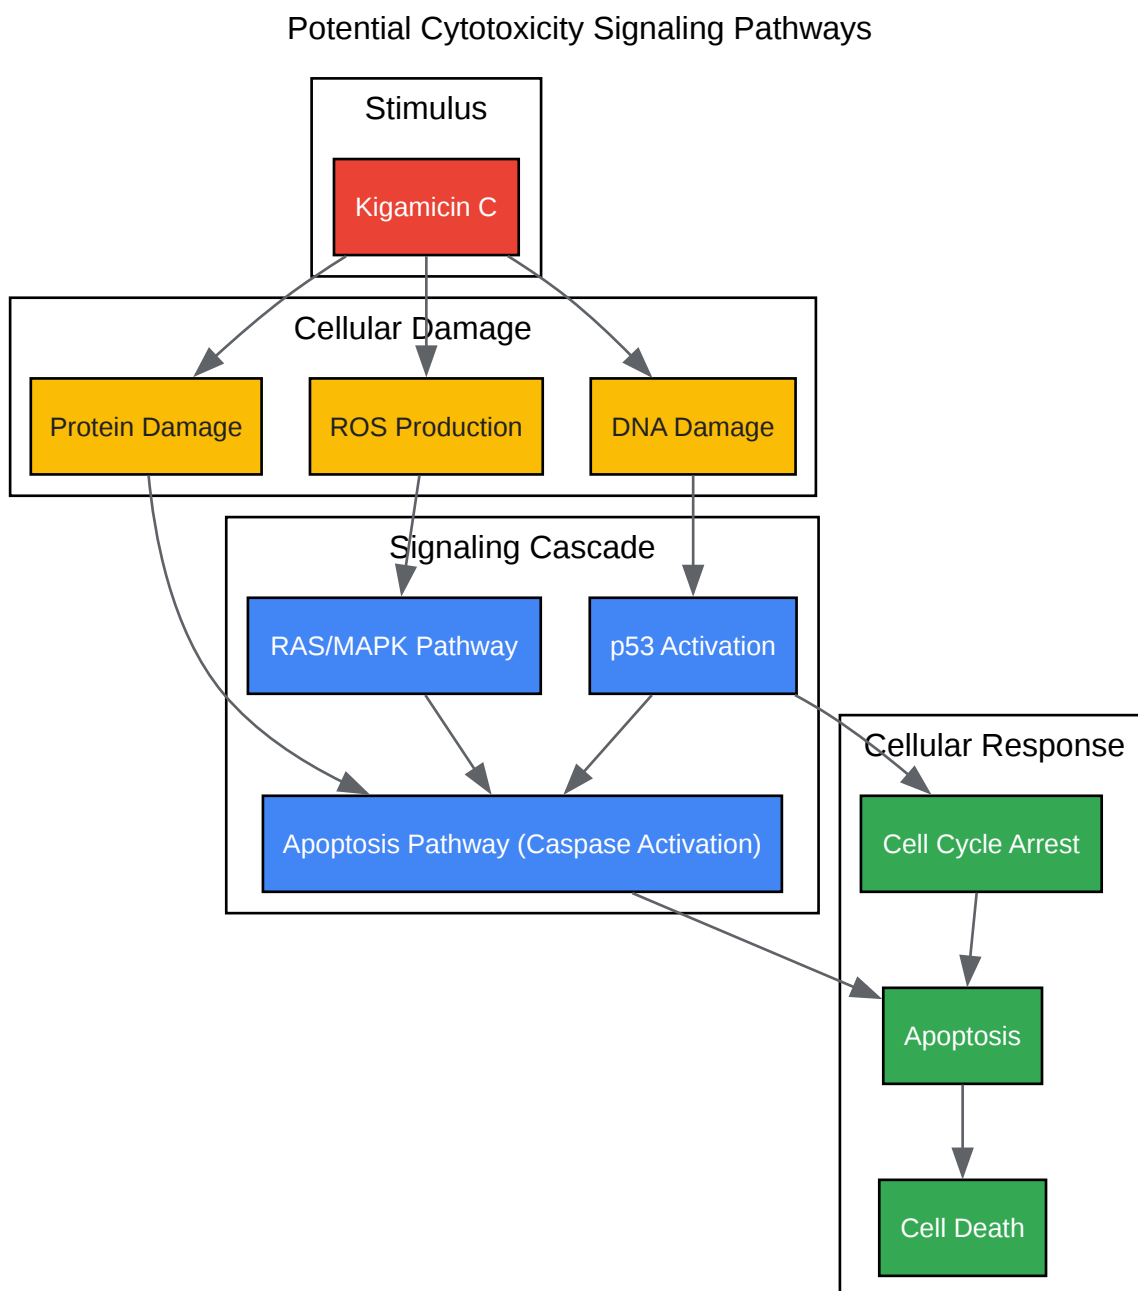 Potential Cytotoxicity Signaling Pathways
Stimulus
Kigamicin C
Cellular Damage
Protein Damage
ROS Production
DNA Damage
Signaling Cascade
RAS/MAPK Pathway
p53 Activation
Apoptosis Pathway (Caspase Activation)
Cellular Response
Cell Cycle Arrest
Apoptosis
Cell Death